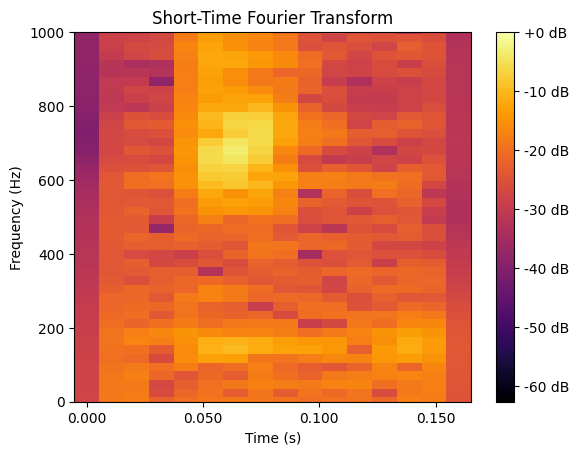 Short-Time Fourier Transform
1000
800
600
400
200
0
Frequency (Hz)
0.000
0.050
0.100
0.150
Time (s)
+0 dB
-10 dB
-20 dB
-30 dB
-40 dB
-50 dB
-60 dB